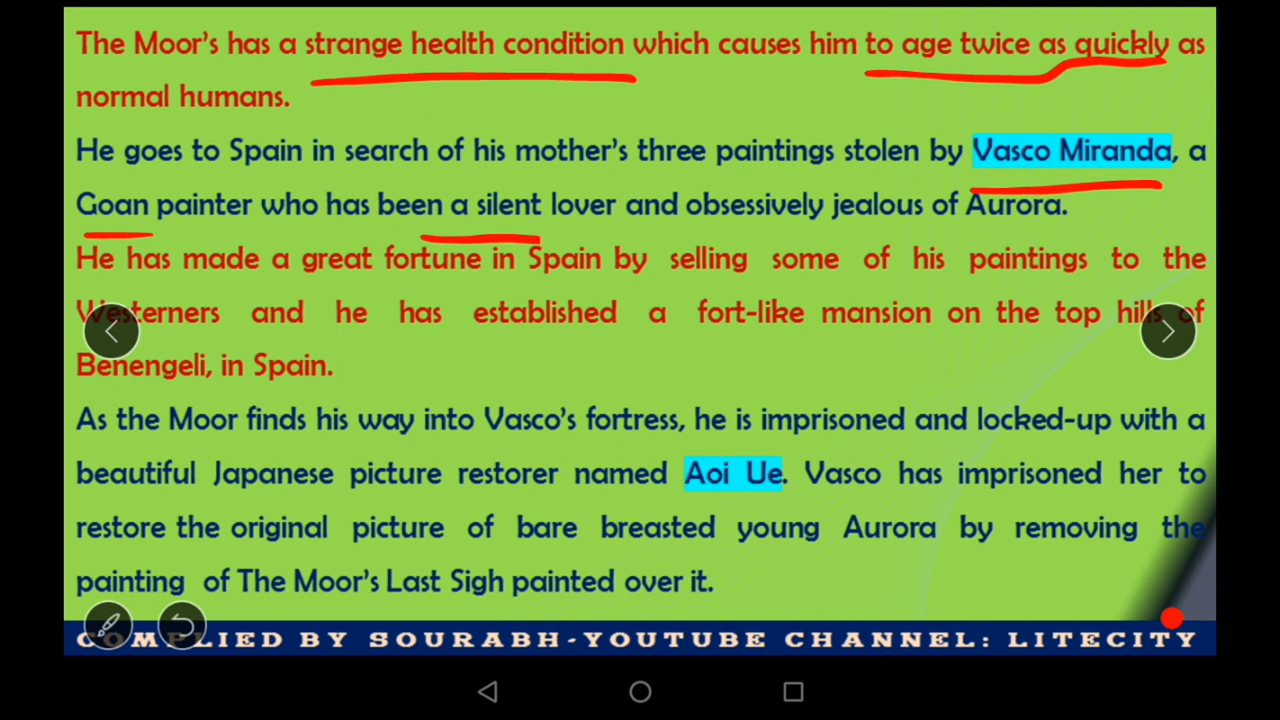 The Moor's has a strange health condition which causes him to age twice as quickly as
normal humans.
He goes to Spain in search of his mother's three paintings stolen by Vasco Miranda, a
Goan painter who has been a silent lover and obsessively jealous of Aurora.
He has made a great fortune in Spain by selling some of his paintings to the
Westerners and he has established a fort-like mansion on the top hills of
Benengeli, in Spain.
As the Moor finds his way into Vasco's fortress, he is imprisoned and locked-up with a
beautiful Japanese picture restorer named Aoi Ue. Vasco has imprisoned her to
restore the original picture of bare breasted young Aurora by removing the
painting of The Moor's Last Sigh painted over it.
COMPLIED BY SOURABH-YOUTUBE CHANNEL: LITECITY